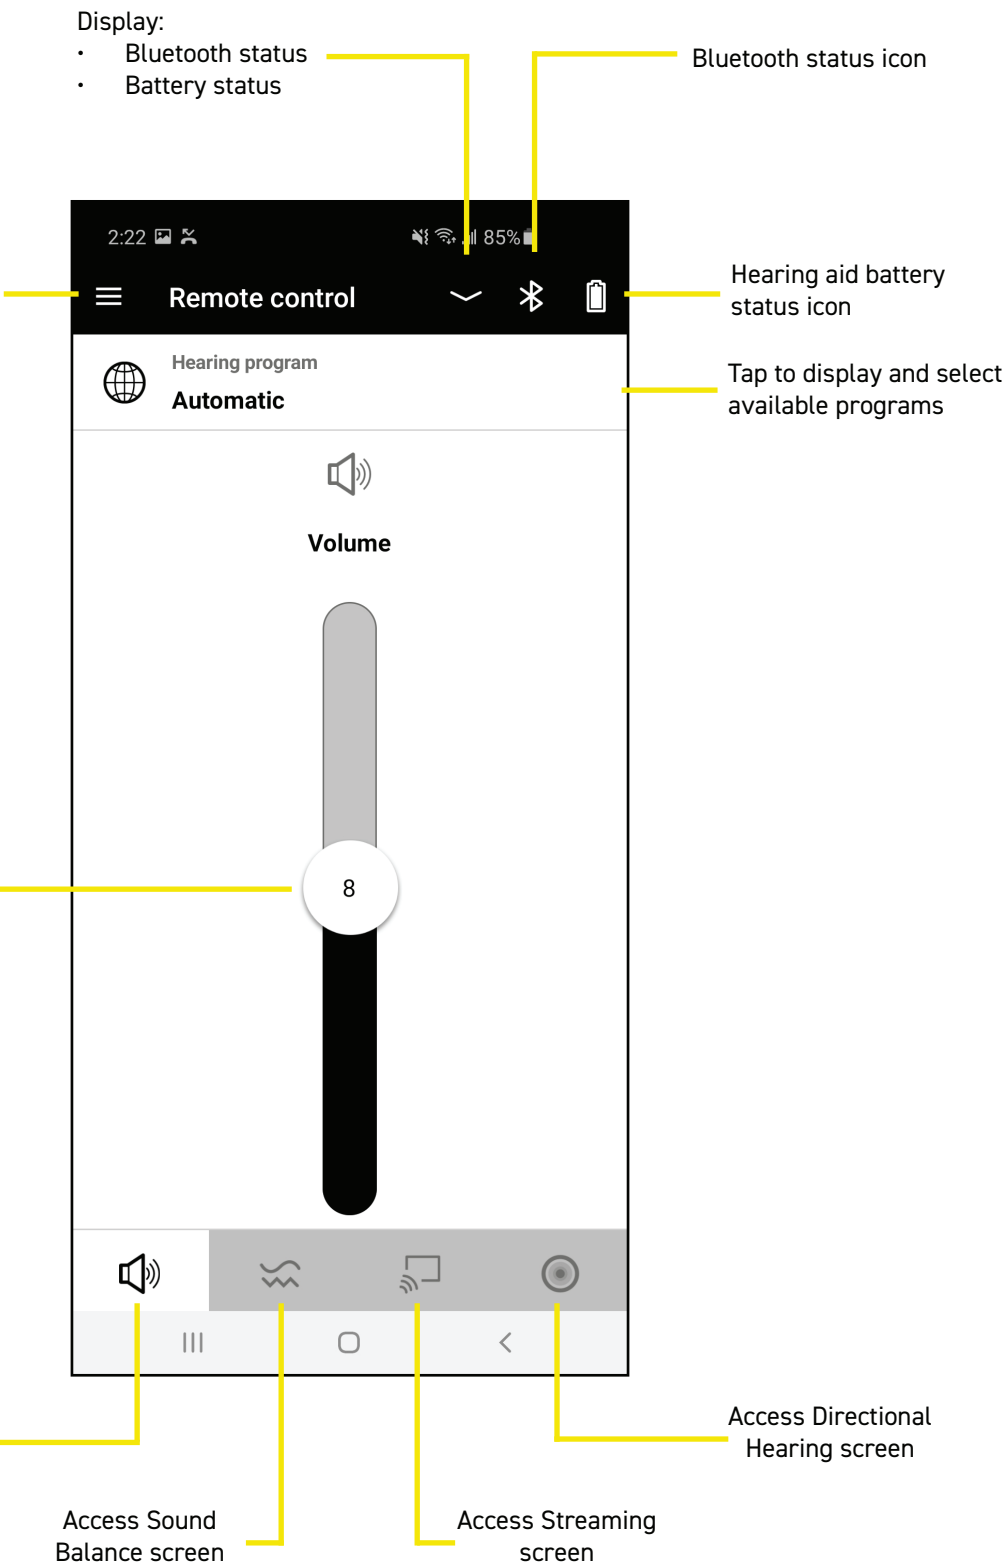 Display:
• Bluetooth status
• Battery status
Bluetooth status icon
2:22
85%
Remote control
Hearing aid battery
status icon
Hearing program
Automatic
Tap to display and select
available programs
Volume
8
Access Directional
Hearing screen
Access Sound
Balance screen
Access Streaming
screen